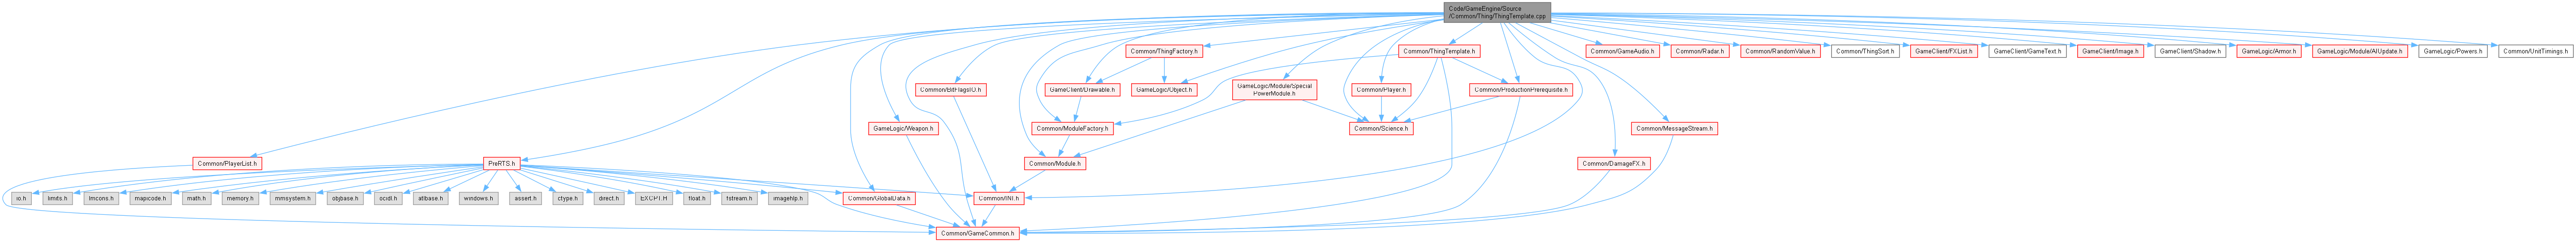 Code/GameEngine/Source
/Common/Thing/ThingTemplate.cpp
Common/ThingFactory.h
Common/ThingTemplate.h
Common/GameAudio.h
Common/Radar.h
Common/RandomValue.h
Common/ThingSort.h
GameClient/FXList.h
GameClient/GameText.h
GameClient/Image.h
GameClient/Shadow.h
GameLogic/Armor.h
GameLogic/Module/AIUpdate.h
GameLogic/Powers.h
Common/UnitTimings.h
Common/BitFlagsIO.h
GameClient/Drawable.h
GameLogic/Object.h
GameLogic/Module/Special
PowerModule.h
Common/Player.h
Common/ProductionPrerequisite.h
GameLogic/Weapon.h
Common/ModuleFactory.h
Common/Science.h
Common/MessageStream.h
Common/PlayerList.h
PreRTS.h
Common/Module.h
Common/DamageFX.h
io.h
limits.h
lmcons.h
mapicode.h
math.h
memory.h
mmsystem.h
objbase.h
ocidl.h
atlbase.h
windows.h
assert.h
ctype.h
direct.h
EXCPT.H
float.h
fstream.h
imagehlp.h
Common/GlobalData.h
Common/INI.h
Common/GameCommon.h